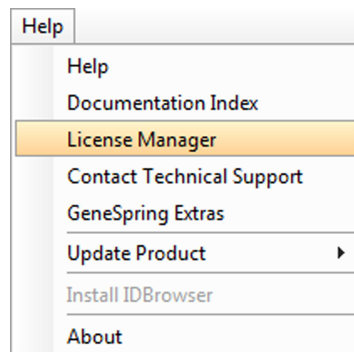 Help
Help
Documentation Index
License Manager
Contact Technical Support
GeneSpring Extras
Update Product
Install IDBrowser
About